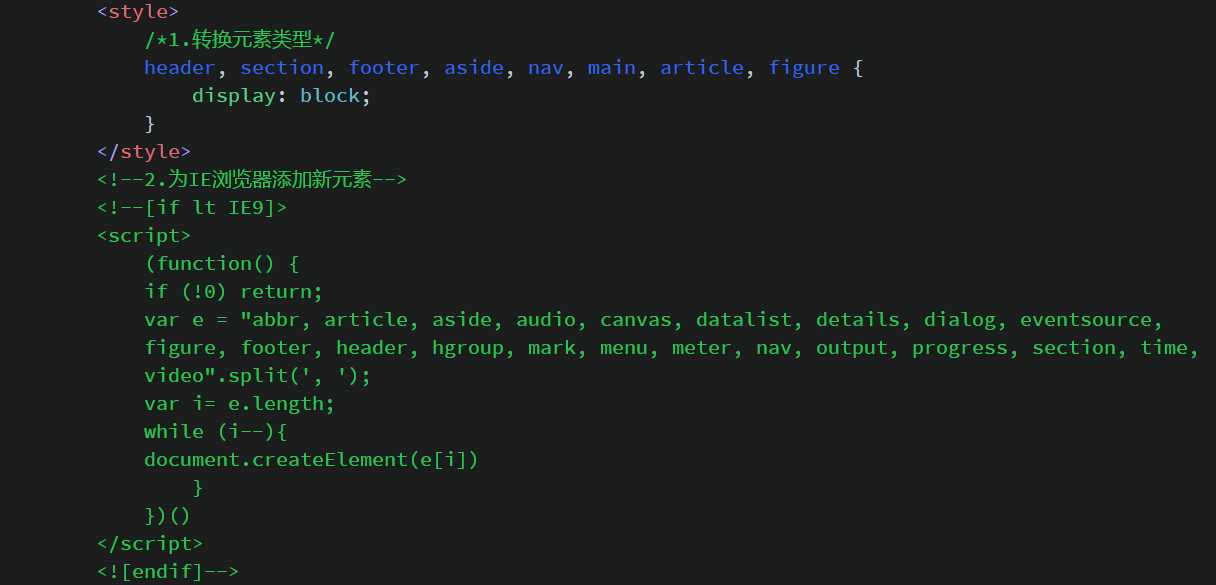 <style>
/*1.转换元素类型*/
header, section, footer, aside, nav, main, article, figure {
display: block;
}
</style>
<!--2.为IE浏览器添加新元素-->
<!--[if lt IE9]>
<script>
(function() {
if (!0) return;
var e = "abbr, article, aside, audio, canvas, datalist, details, dialog, eventsource,
figure, footer, header, hgroup, mark, menu, meter, nav, output, progress, section, time,
video".split(', ');
var i= e.length;
while (i--){
document.createElement(e[i])
}
})()
</script>
<![endif]-->